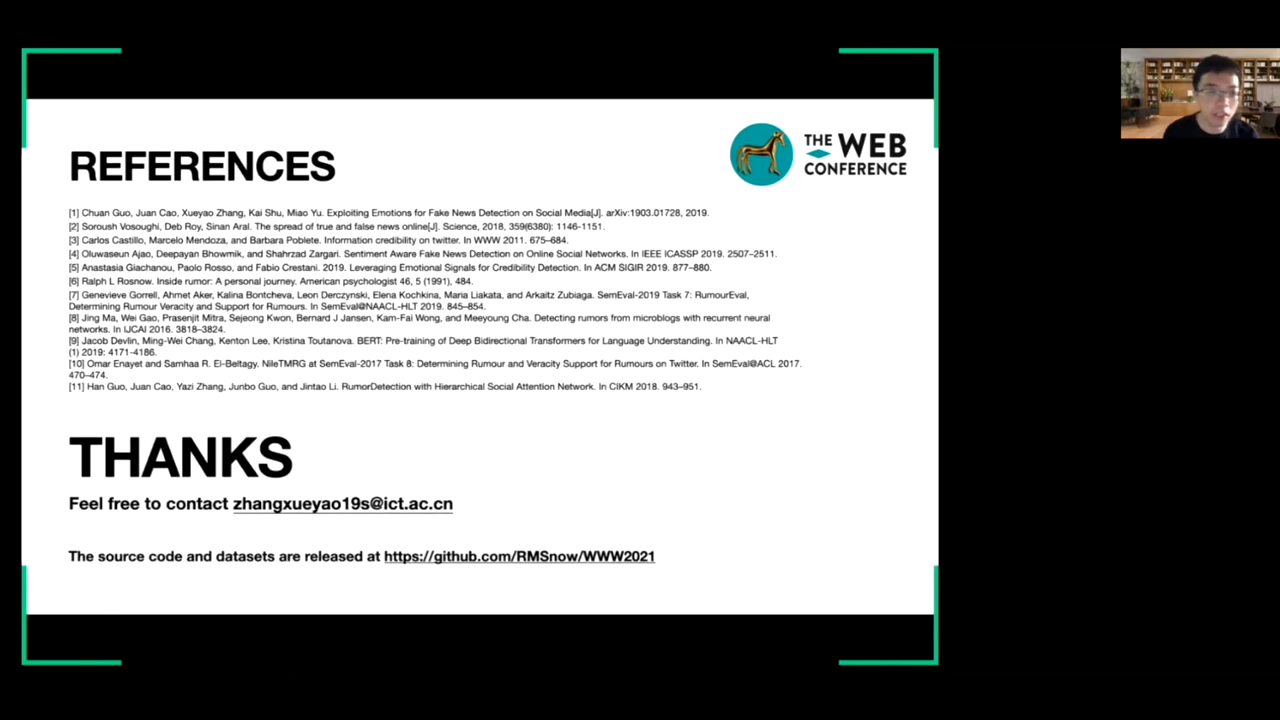 REFERENCES
THE WEB
CONFERENCE
[1] Chuan Guo, Juan Cao, Xueyao Zhang, Kai Shu, Miao Yu. Exploiting Emotions for Fake News Detection on Social Media[J]. arXiv:1903.01728, 2019.
[2] Soroush Vosoughi, Deb Roy, Sinan Aral. The spread of true and false news online[J]. Science, 2018, 359(6380): 1146-1151.
[3] Carlos Castillo, Marcelo Mendoza, and Barbara Poblete. Information credibility on twitter. In WWW 2011. 675–684.
[4] Oluwaseun Ajao, Deepayan Bhowmik, and Shahrzad Zargari. Sentiment Aware Fake News Detection on Online Social Networks. In IEEE ICASSP 2019. 2507–2511.
[5] Anastasia Giachanou, Paolo Rosso, and Fabio Crestani. 2019. Leveraging Emotional Signals for Credibility Detection. In ACM SIGIR 2019. 877–880.
[6] Ralph L Rosnow. Inside rumor: A personal journey. American psychologist 46, 5 (1991), 484.
[7] Genevieve Gorrell, Ahmet Aker, Kalina Bontcheva, Leon Derczynski, Elena Kochkina, Maria Liakata, and Arkaitz Zubiaga. SemEval-2019 Task 7: RumourEval,
Determining Rumour Veracity and Support for Rumours. In SemEval@NAACL-HLT 2019. 845–854.
[8] Jing Ma, Wei Gao, Prasenjit Mitra, Sejeong Kwon, Bernard J Jansen, Kam-Fai Wong, and Meeyoung Cha. Detecting rumors from microblogs with recurrent neural
networks. In IJCAI 2016. 3818–3824.
[9] Jacob Devlin, Ming-Wei Chang, Kenton Lee, Kristina Toutanova. BERT: Pre-training of Deep Bidirectional Transformers for Language Understanding. In NAACL-HLT
(1) 2019: 4171-4186.
[10] Omar Enayet and Samhaa R. El-Beltagy. NileTMRG at SemEval-2017 Task 8: Determining Rumour and Veracity Support for Rumours on Twitter. In SemEval@ACL 2017.
470–474.
[11] Han Guo, Juan Cao, Yazi Zhang, Junbo Guo, and Jintao Li. RumorDetection with Hierarchical Social Attention Network. In CIKM 2018. 943–951.
THANKS
Feel free to contact zhangxueyao19s@ict.ac.cn
The source code and datasets are released at https://github.com/RMSnow/WWW2021